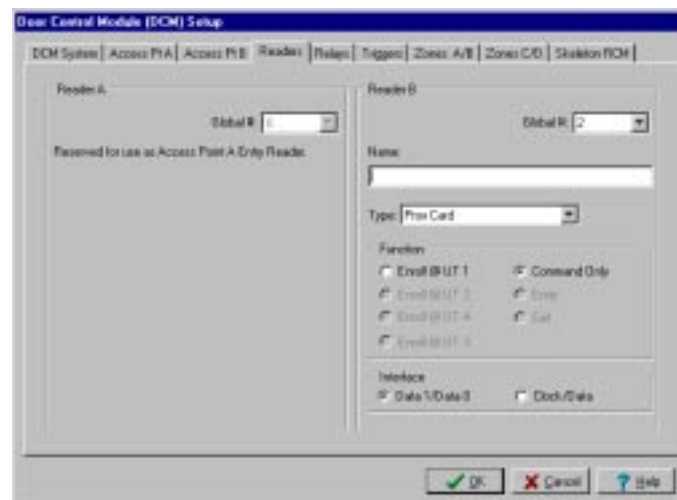 Door Control Module (DCM) Setup
DCM System Access Pt A Access Pt B Readers Relays Triggers Zones A/B Zones C/D Skeleton RCM
Reader A
Global #:
Reserved for use as Access Point A Entry Reader.
Reader B
Global #: 2
Name:
Type: Prox Card
Function
Enroll @ UT 1 Command Only
Enroll @ UT Entry
Enroll @ UT Exit
Enroll @ UT
Interface
Data 1/Data 0 Clock/Data
OK Cancel Help